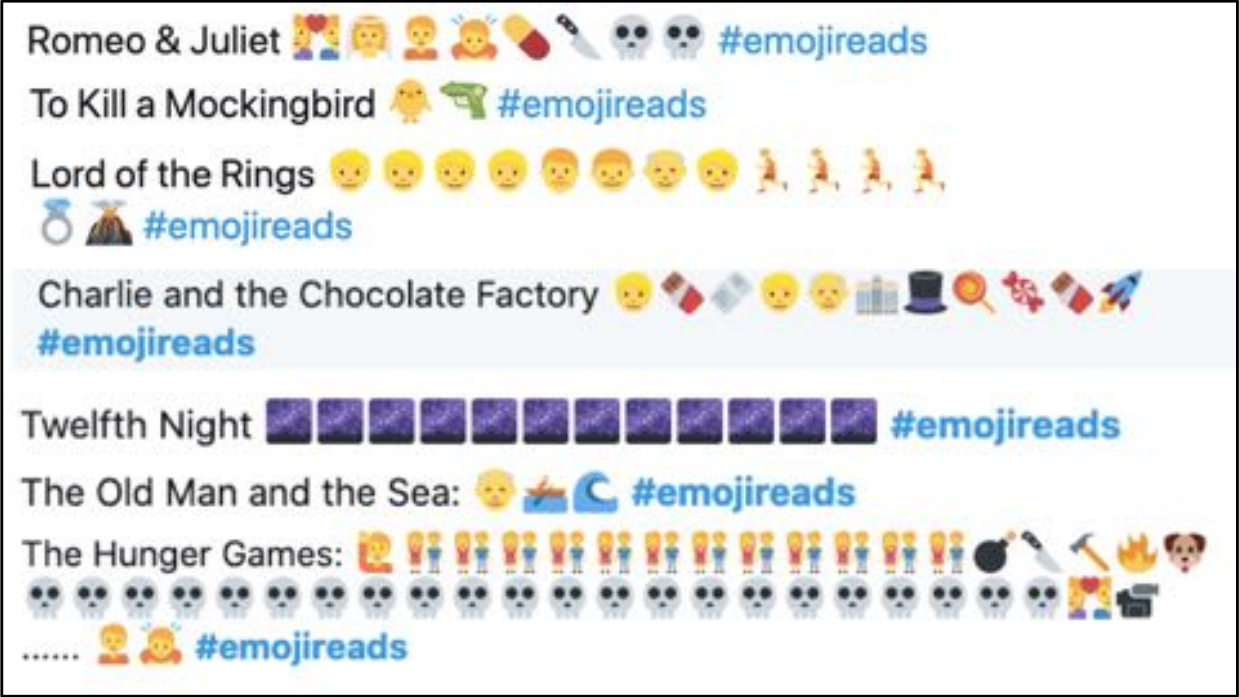 Romeo & Juliet #emojireads
To Kill a Mockingbird #emojireads
Lord of the Rings
#emojireads
Charlie and the Chocolate Factory
#emojireads
Twelfth Night #emojireads
The Old Man and the Sea: #emojireads
The Hunger Games:
...... #emojireads